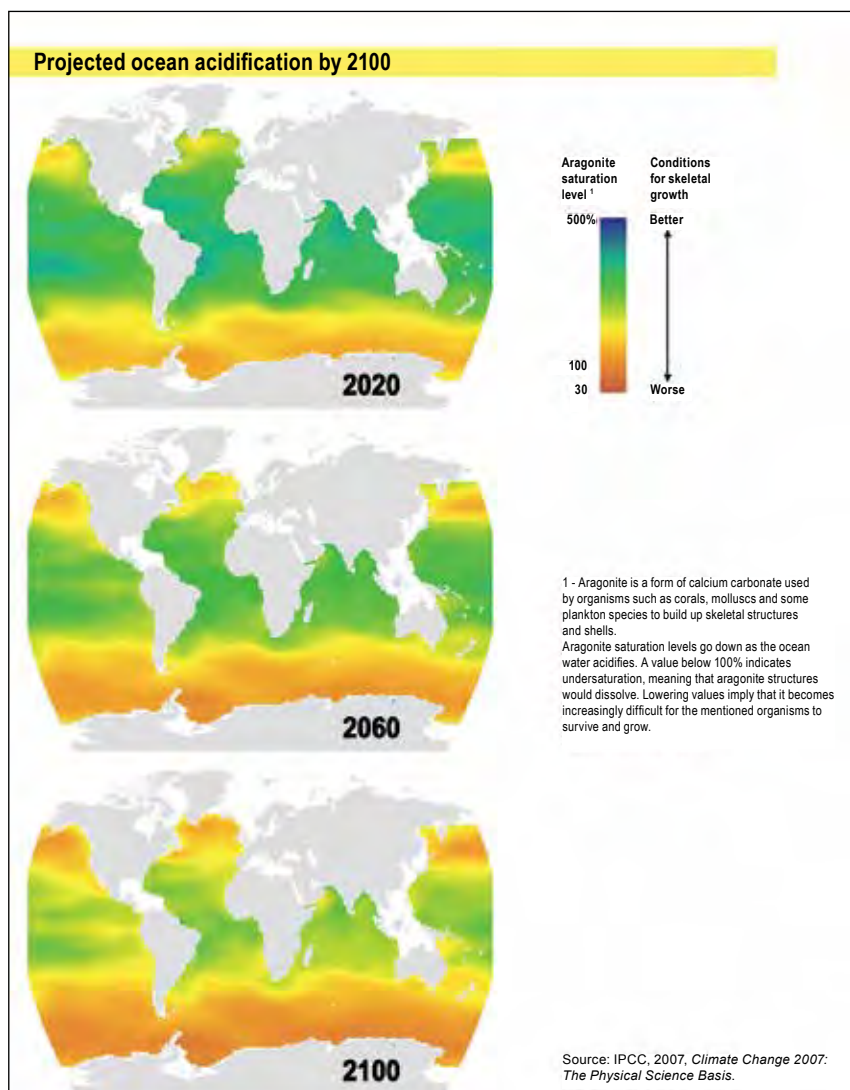 Projected ocean acidification by 2100
Aragonite
saturation
level 1
Conditions
for skeletal
growth
500%
Better
100
30
Worse
2020
2060
1 - Aragonite is a form of calcium carbonate used
by organisms such as corals, molluscs and some
plankton species to build up skeletal structures
and shells.
Aragonite saturation levels go down as the ocean
water acidifies. A value below 100% indicates
undersaturation, meaning that aragonite structures
would dissolve. Lowering values imply that it becomes
increasingly difficult for the mentioned organisms to
survive and grow.
2100
Source: IPCC, 2007, Climate Change 2007:
The Physical Science Basis.